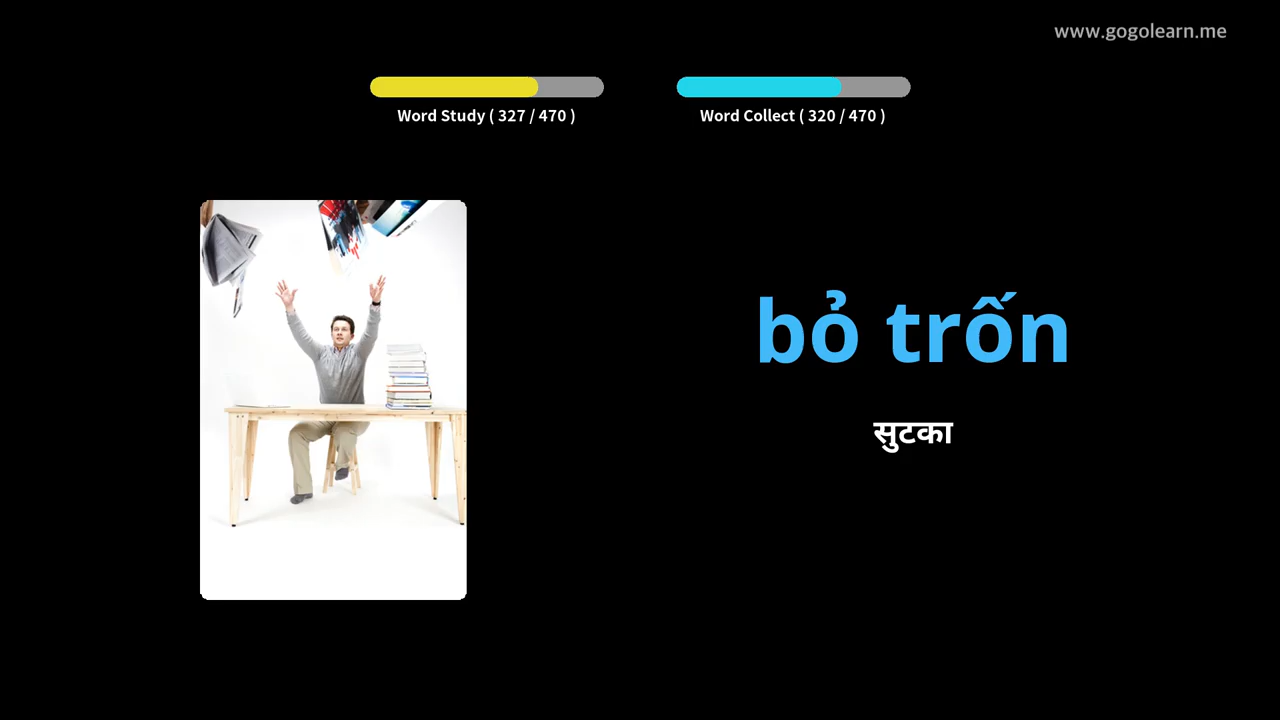 www.gogolearn.me
Word Study ( 327 / 470 )
Word Collect ( 320 / 470 )
bỏ trốn
सुटका